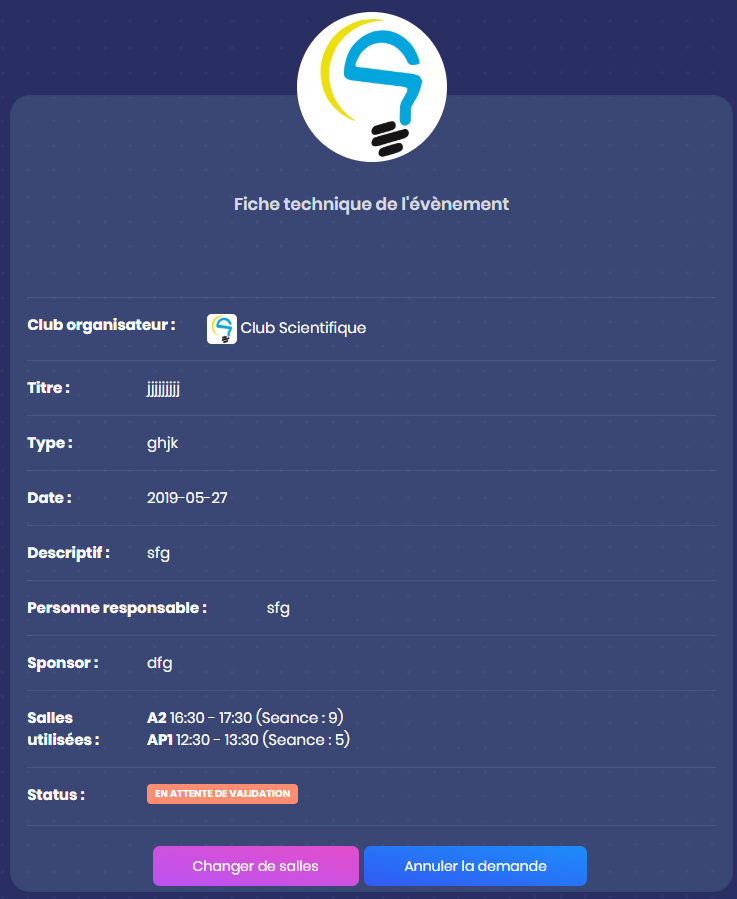 Fiche technique de l'évènement
Club organisateur : Club Scientifique
Titre : jjjjjjjjj
Type : ghjk
Date : 2019-05-27
Descriptif : sfg
Personne responsable : sfg
Sponsor : dfg
Salles utilisées : A2 16:30 - 17:30 (Seance : 9)
AP1 12:30 - 13:30 (Seance : 5)
Status : EN ATTENTE DE VALIDATION
Changer de salles Annuler la demande